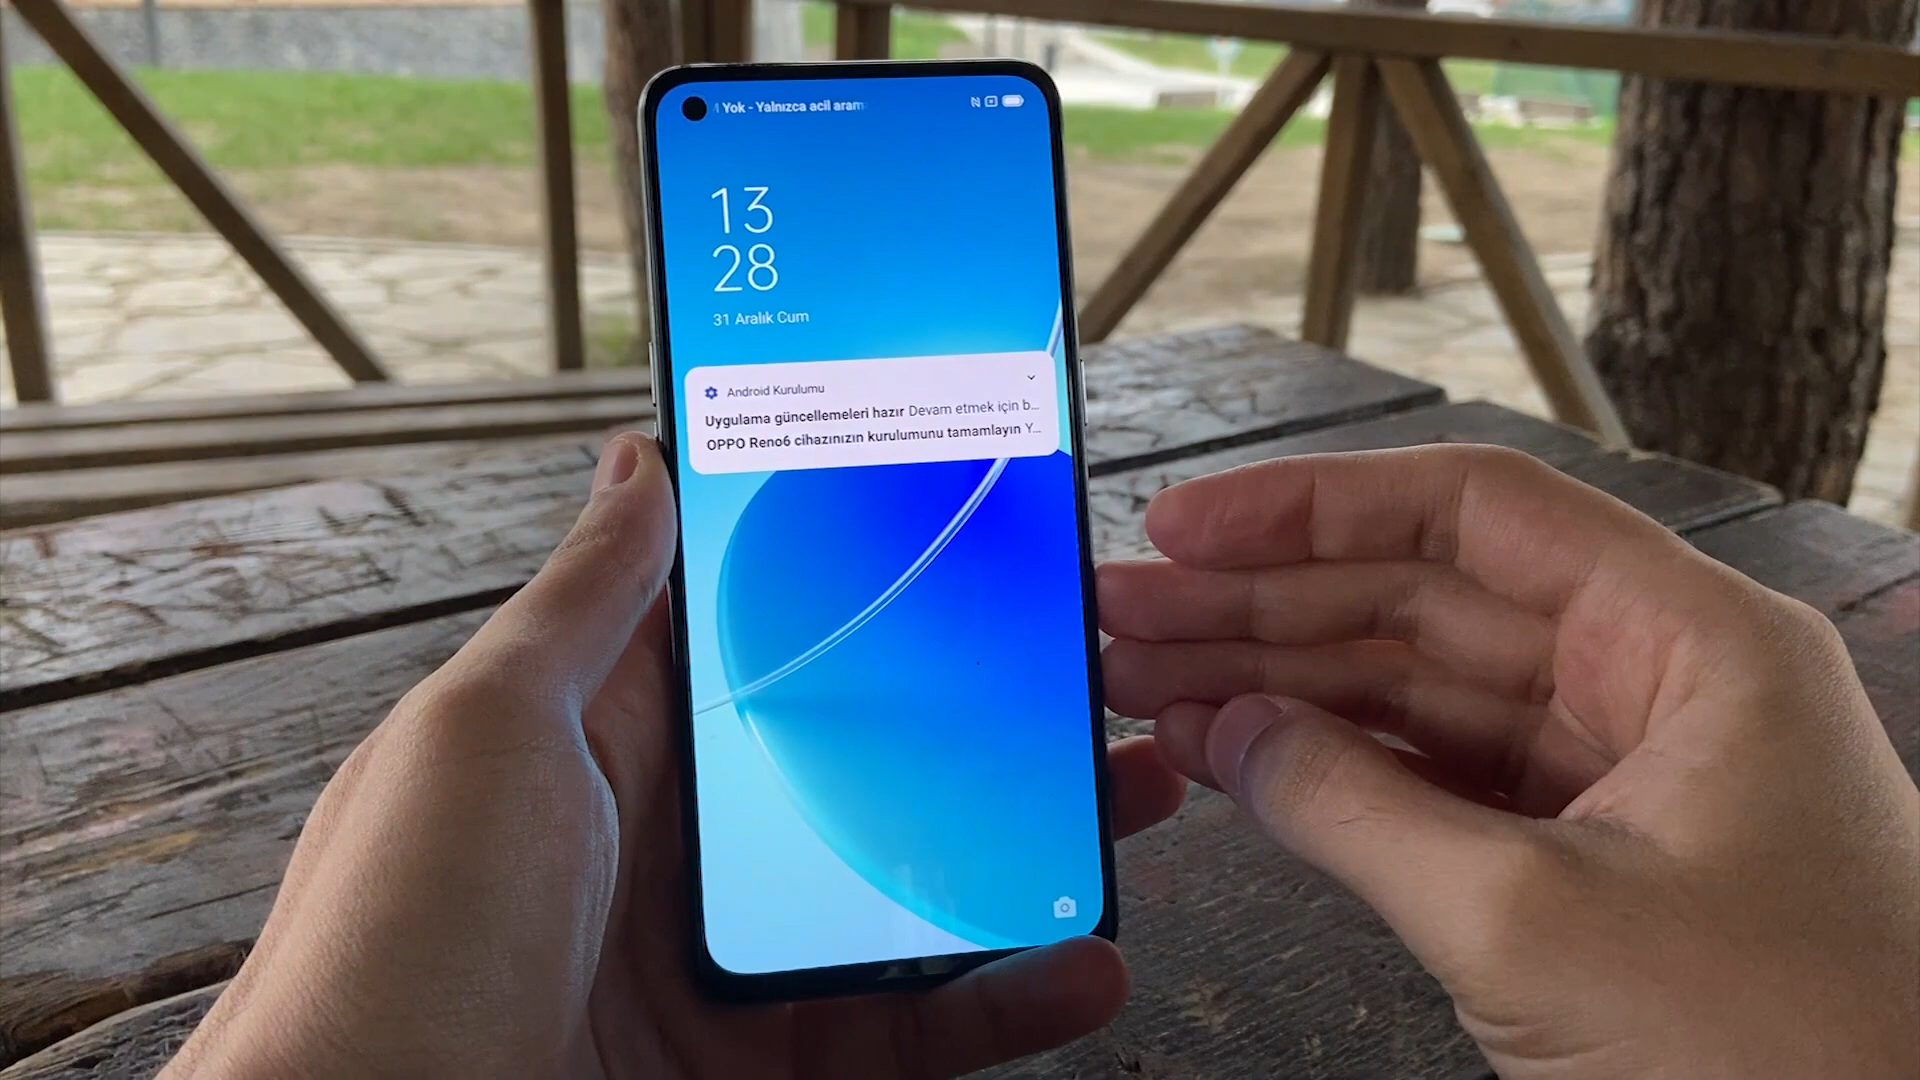 Yok - Yalnızca acil aram
13
28
31 Aralık Cum
Android Kurulumu
Uygulama güncellemeleri hazır Devam etmek için b...
OPPO Reno6 cihazınızın kurulumunu tamamlayın Y...